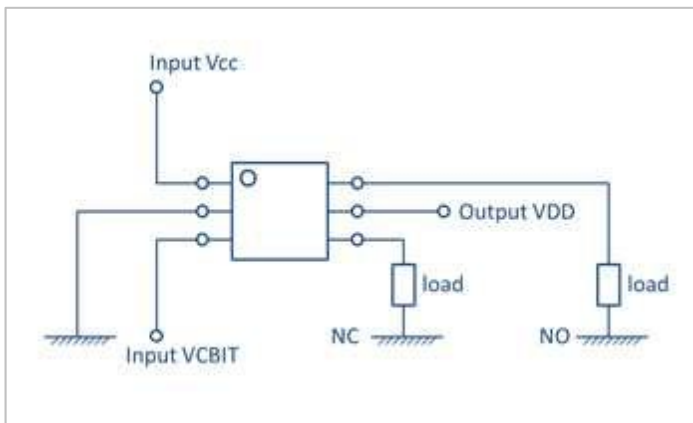 Input Vcc
Output VDD
load
load
NC
NO
Input VCBIT